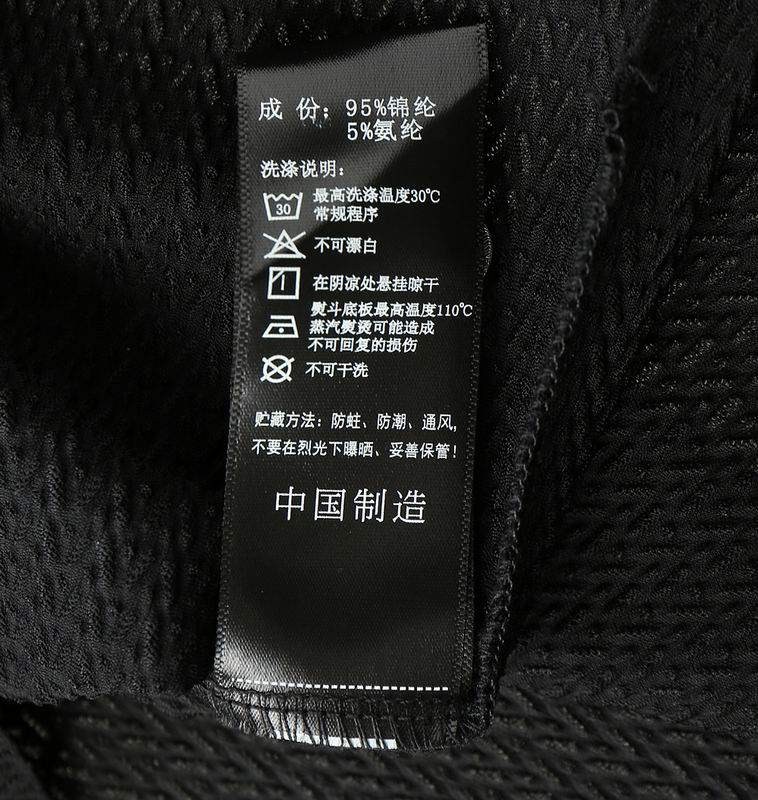 成 份：95%锦纶
5%氨纶
洗涤说明：
30
最高洗涤温度30℃
常规程序
不可漂白
在阴凉处悬挂晾干
熨斗底板最高温度110℃
蒸汽熨烫可能造成
不可回复的损伤
不可干洗
贮藏方法：防蛀、防潮、通风，
不要在烈光下曝晒、妥善保管！
中国制造